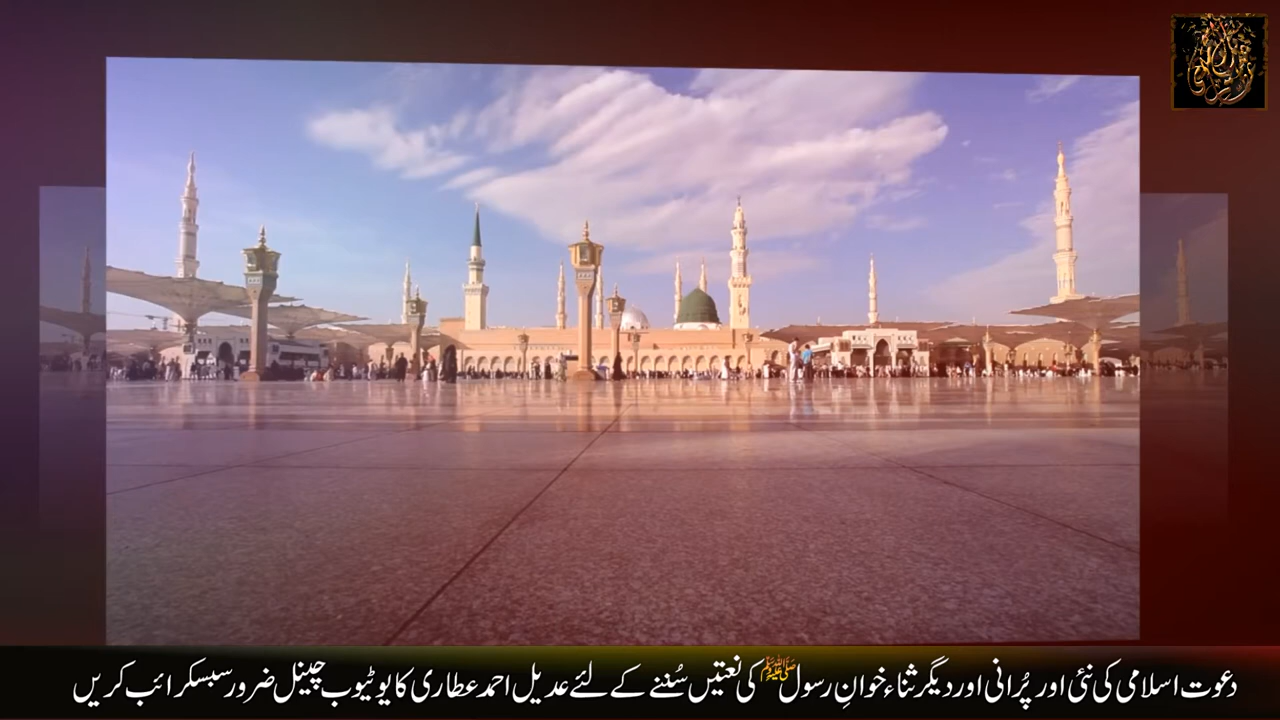 دعوت اسلامی کی نئی اور پُرانی اور دیگر ثناء خوانِ رسول ﷺ کی نعتیں سُننے کے لئے عدیل احمد عطاری کا یوٹیوب چینل ضرور سبسکرائب کریں